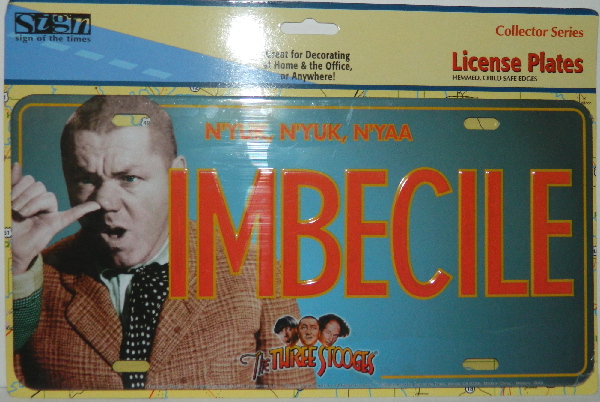 Sign
sign of the times
Great for Decorating
Home & the Office,
or Anywhere!
Collector Series
License Plates
HEMMED, CHILD SAFE EDGES
N'YUK, N'YUK, N'YAA
IMBECILE
The THREE STOOGES